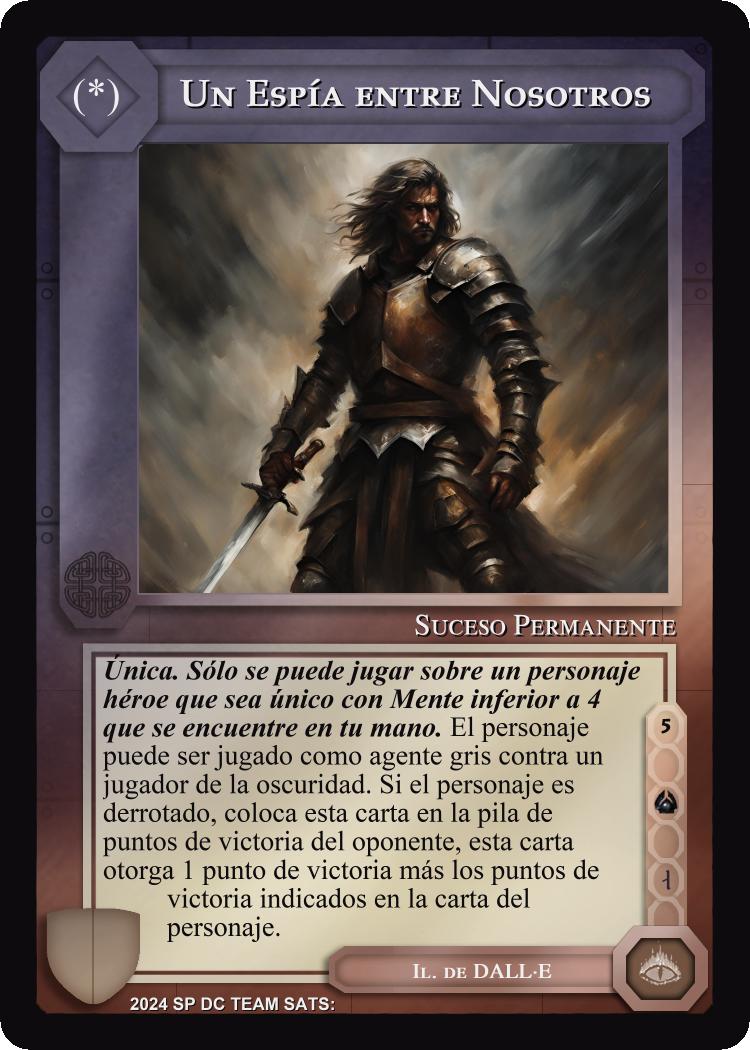 (*)
Un Espía entre Nosotros
Suceso Permanente
Única. Sólo se puede jugar sobre un personaje
héroe que sea único con Mente inferior a 4
que se encuentre en tu mano. El personaje
puede ser jugado como agente gris contra un
jugador de la oscuridad. Si el personaje es
derrotado, coloca esta carta en la pila de
puntos de victoria del oponente, esta carta
otorga 1 punto de victoria más los puntos de
victoria indicados en la carta del
personaje.
5
Il. de DALL·E
2024 SP DC TEAM SATS: